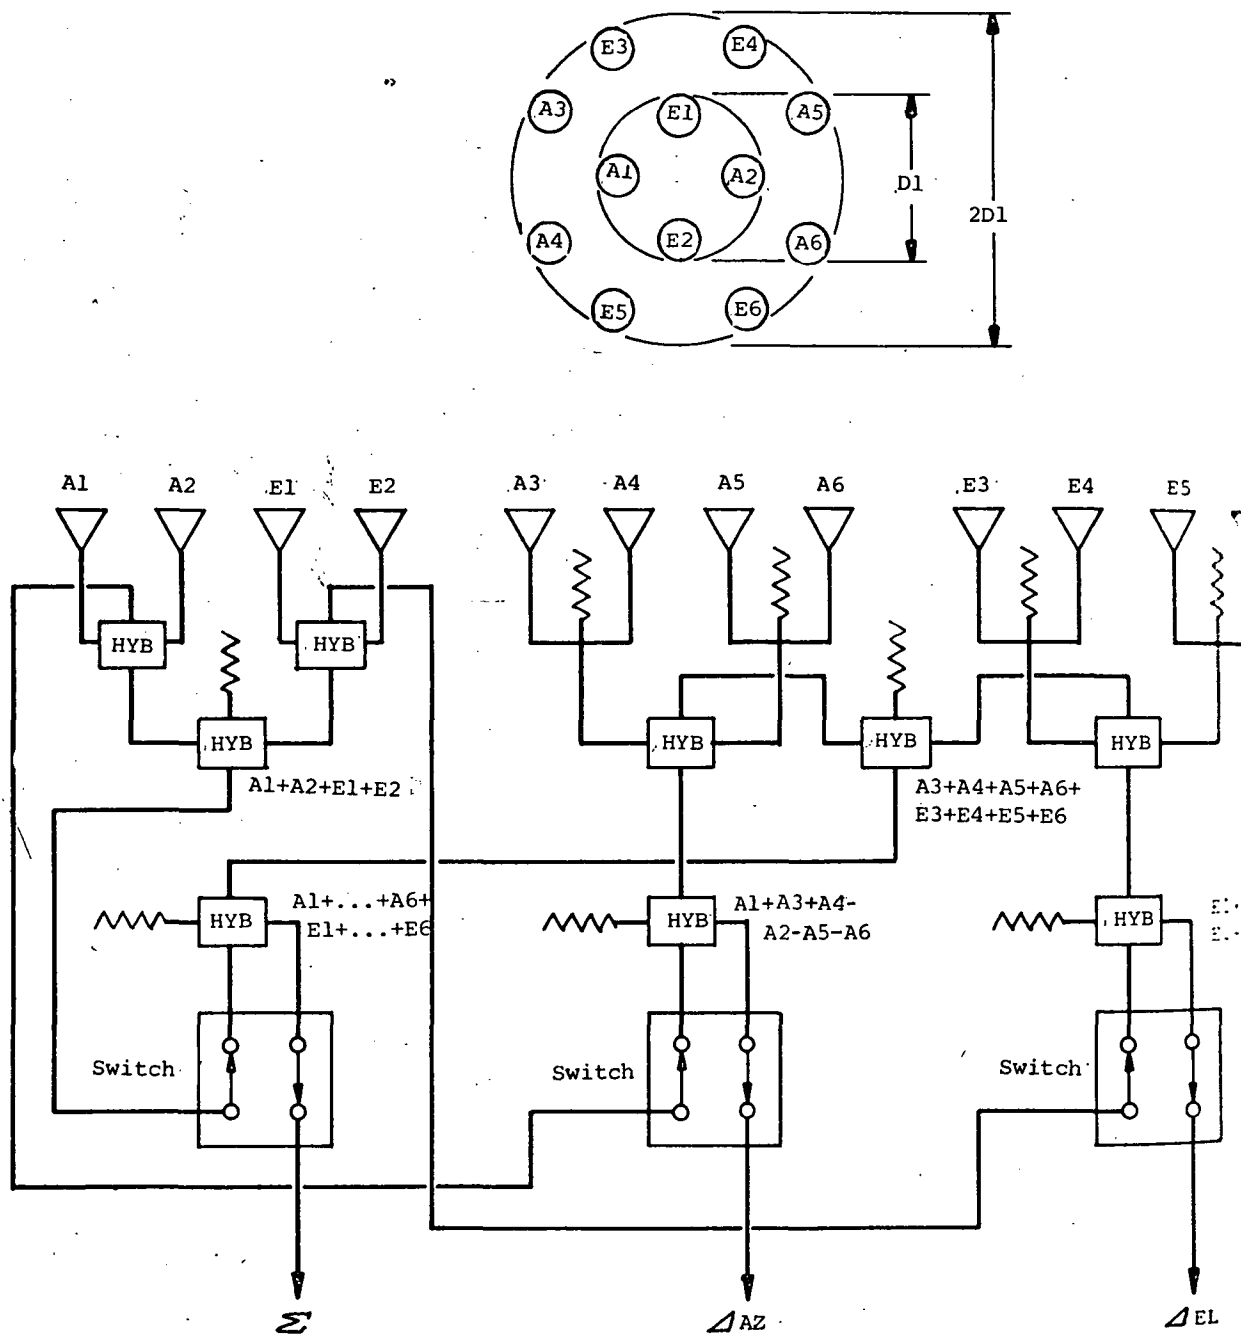 E3 E4
A3 E1 A5
A1 A2 D1
2D1
A4 E2 A6
E5 E6
A1 A2 E1 E2 A3 A4 A5 A6 E3 E4 E5
HYB HYB
HYB HYB HYB HYB
A1+A2+E1+E2
A3+A4+A5+A6+
E3+E4+E5+E6
HYB
A1+...+A6+
E1+...+E6
HYB
A1+A3+A4-
A2-A5-A6
HYB
Switch Switch Switch
Σ ΔAZ ΔEL